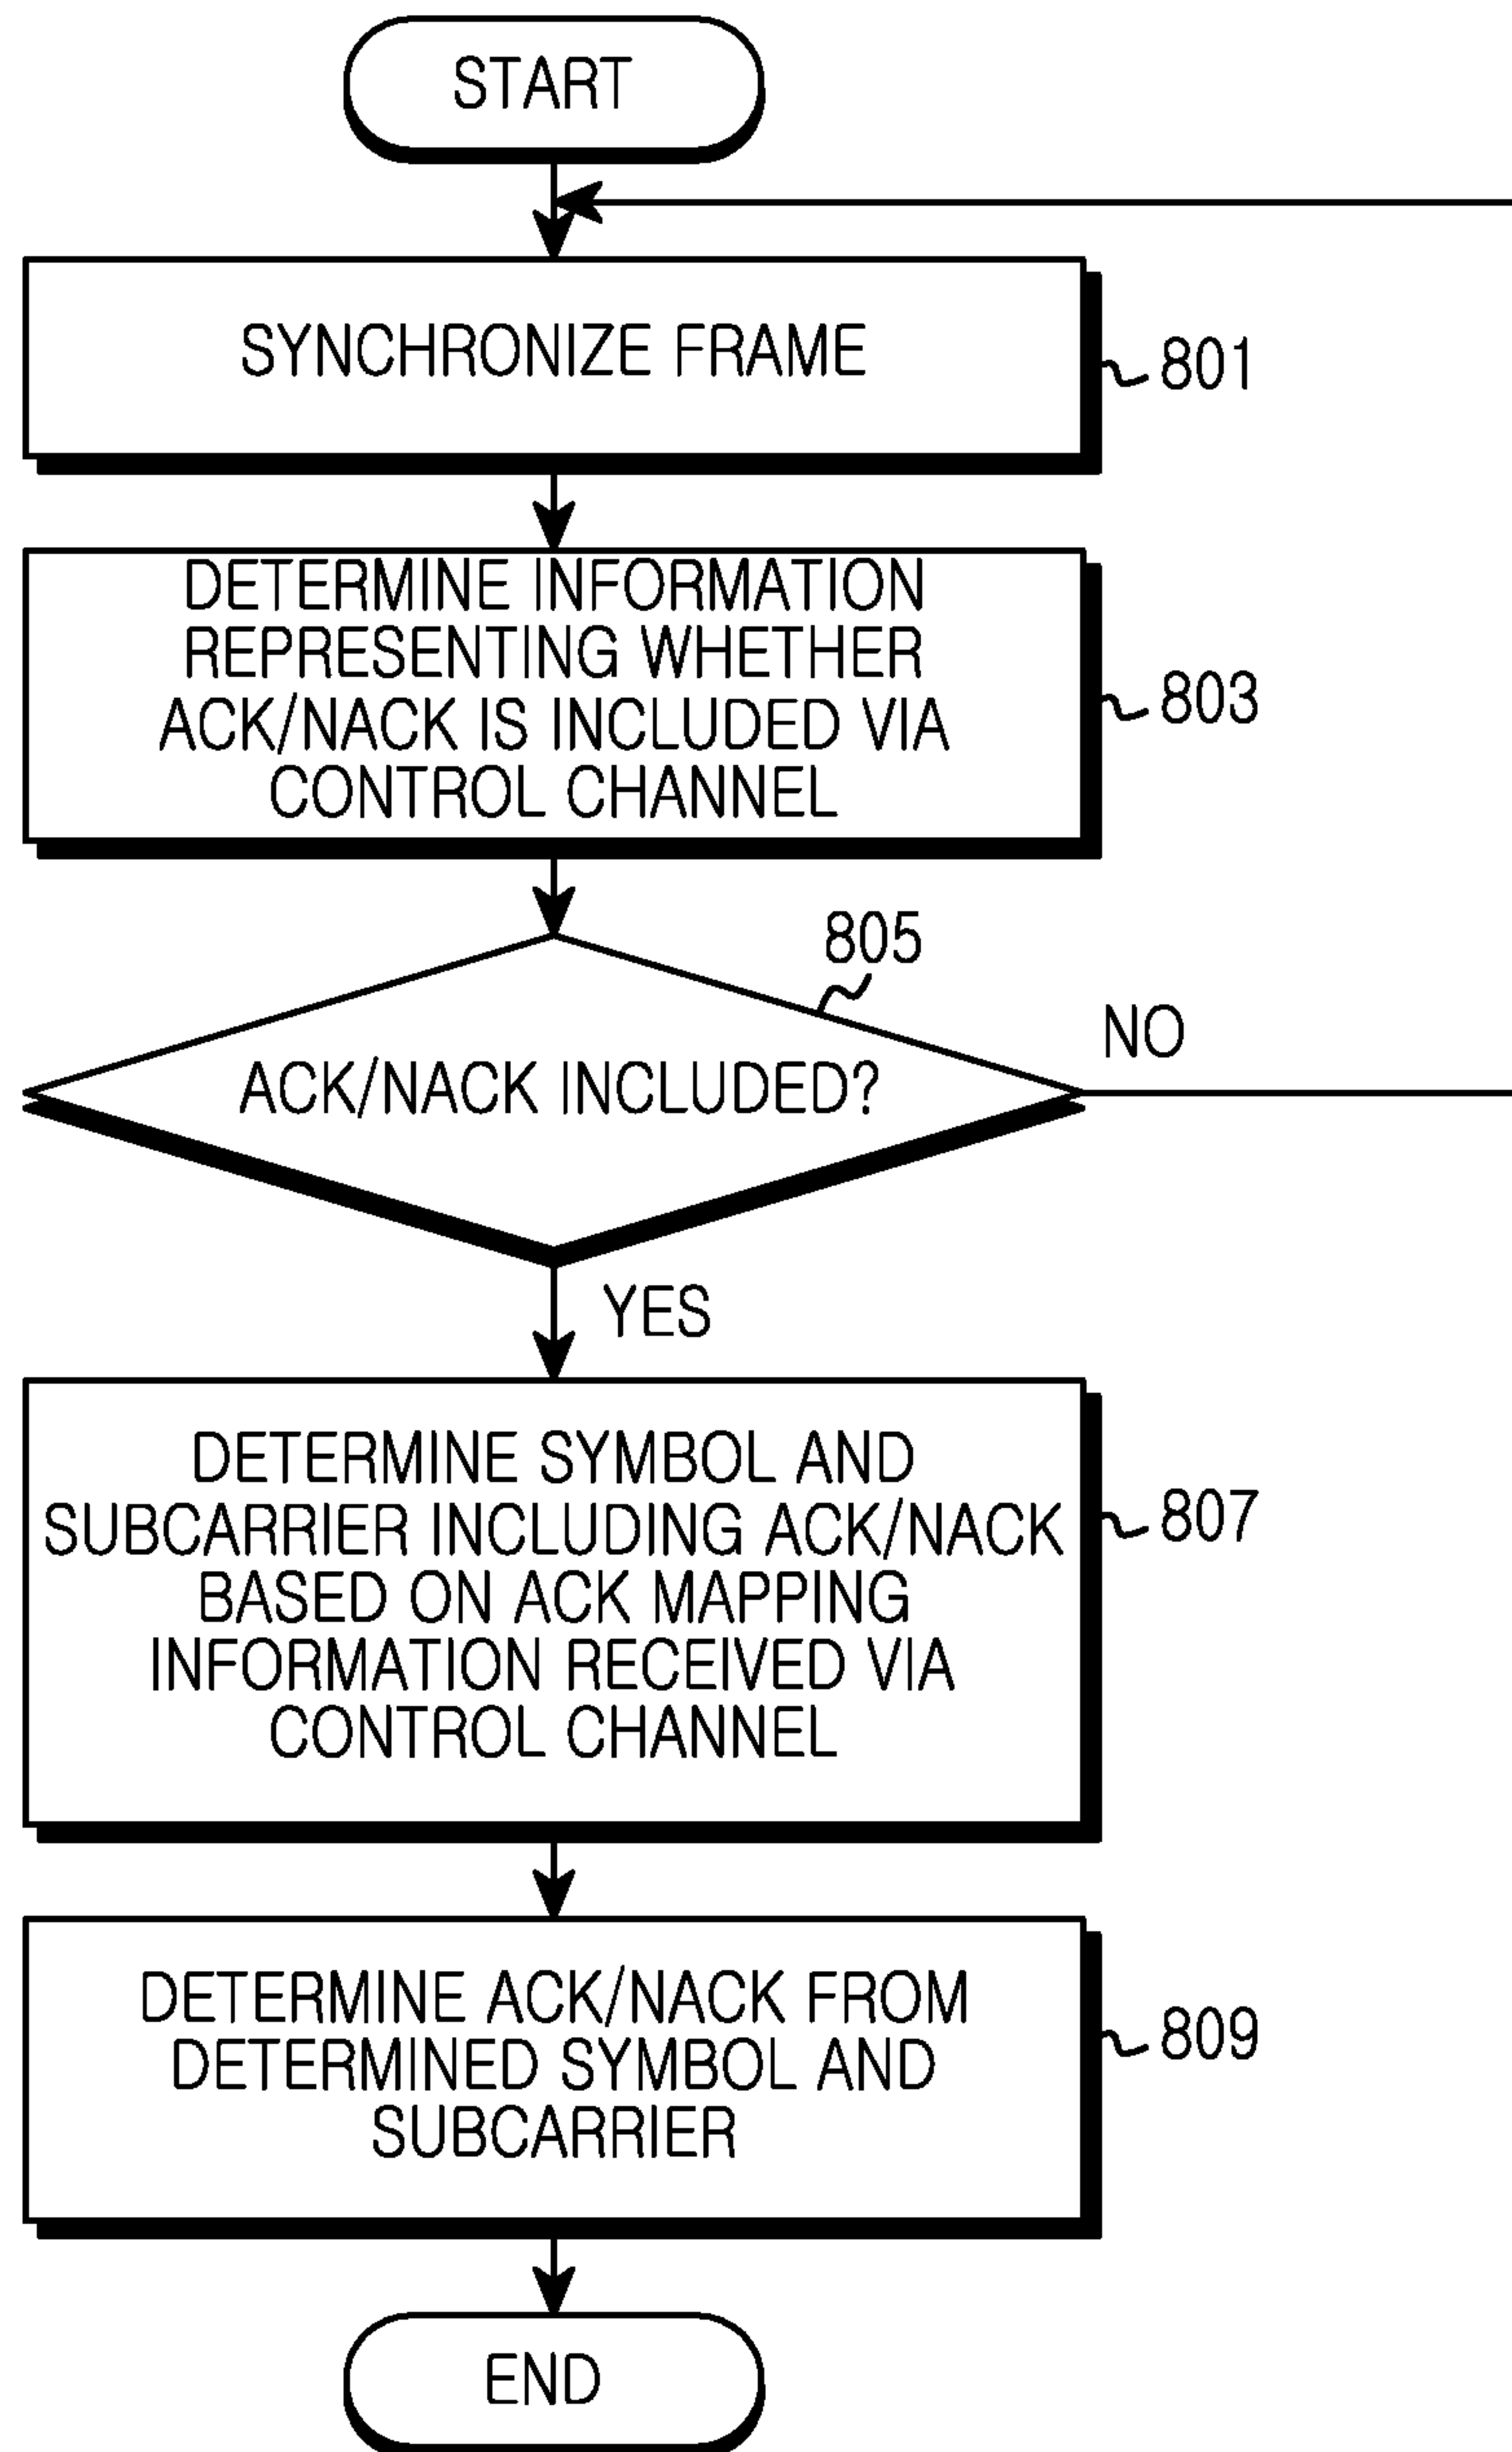 START
SYNCHRONIZE FRAME
801
DETERMINE INFORMATION
REPRESENTING WHETHER
ACK/NACK IS INCLUDED VIA
CONTROL CHANNEL
803
805
ACK/NACK INCLUDED?
NO
YES
DETERMINE SYMBOL AND
SUBCARRIER INCLUDING ACK/NACK
BASED ON ACK MAPPING
INFORMATION RECEIVED VIA
CONTROL CHANNEL
807
DETERMINE ACK/NACK FROM
DETERMINED SYMBOL AND
SUBCARRIER
809
END